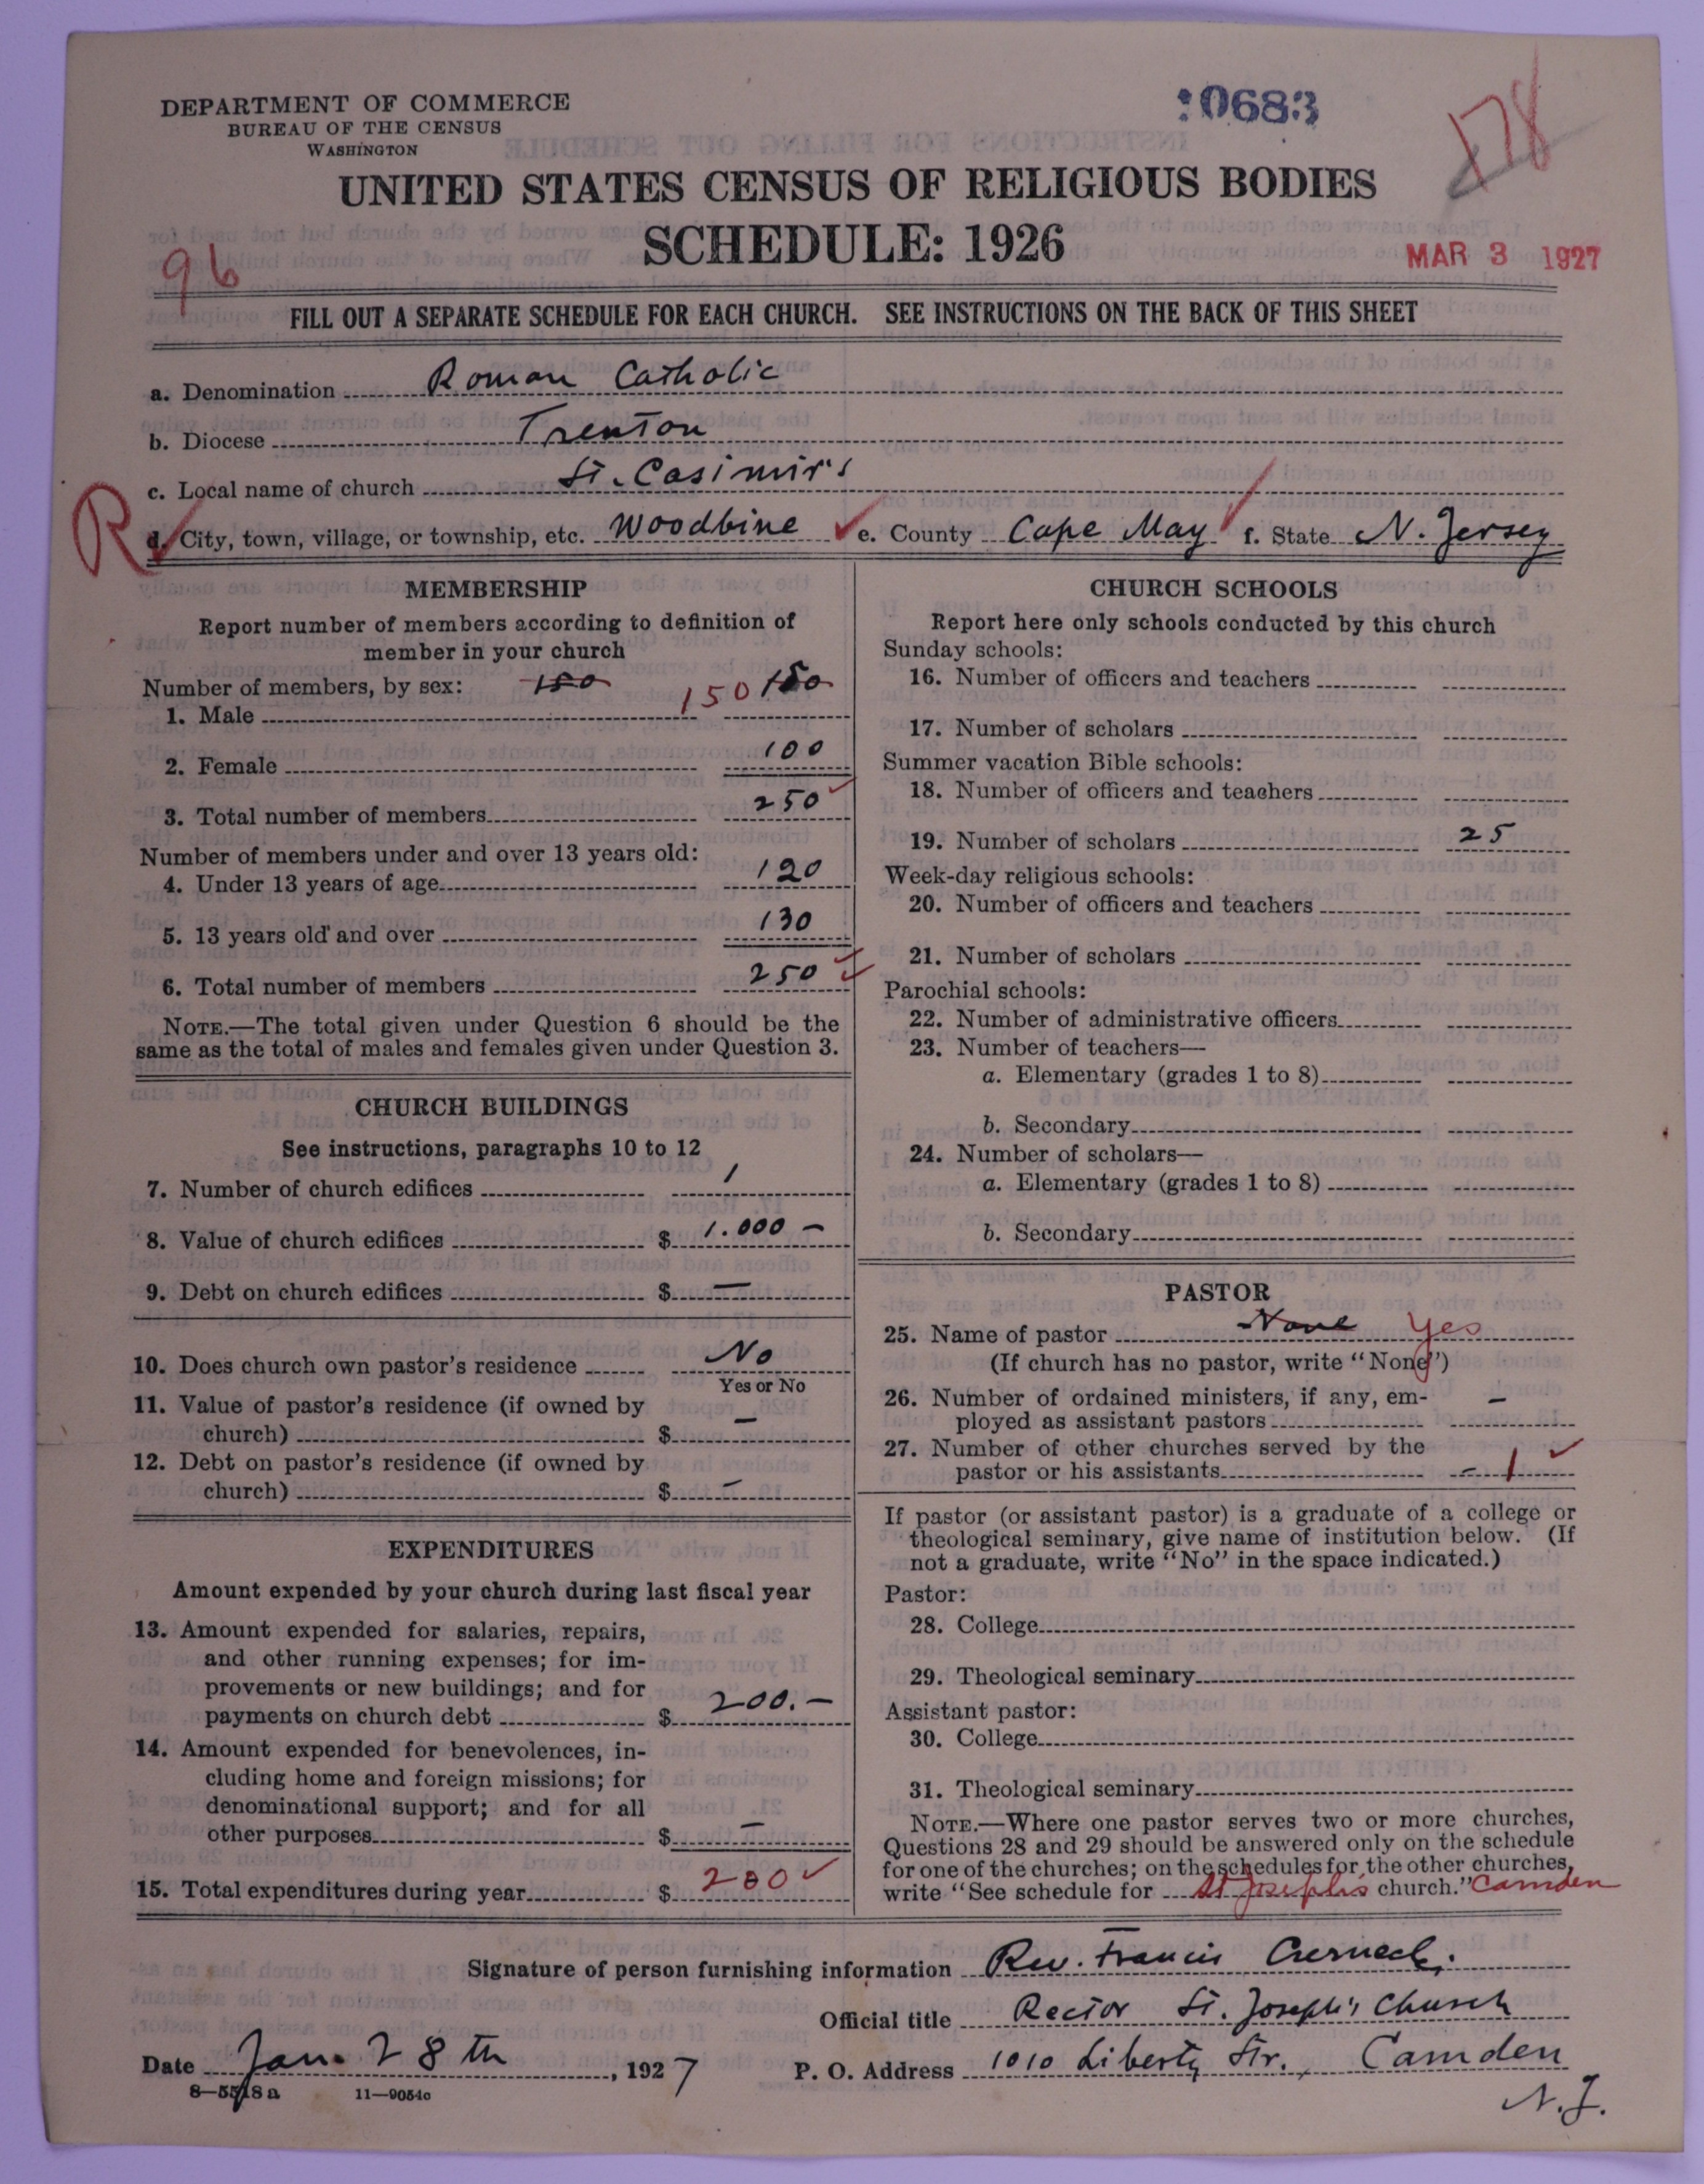 DEPARTMENT OF COMMERCE
BUREAU OF THE CENSUS
WASHINGTON
0683
178
UNITED STATES CENSUS OF RELIGIOUS BODIES
SCHEDULE: 1926
96
MAR 3 1927
FILL OUT A SEPARATE SCHEDULE FOR EACH CHURCH. SEE INSTRUCTIONS ON THE BACK OF THIS SHEET
a. Denomination Roman Catholic
b. Diocese Trenton
c. Local name of church St. Casimir's
R
d. City, town, village, or township, etc. Woodbine e. County Cape May f. State N. Jersey
MEMBERSHIP
Report number of members according to definition of
member in your church
Number of members, by sex: 150
1. Male 150 150
2. Female 100
3. Total number of members 250
Number of members under and over 13 years old:
4. Under 13 years of age 120
5. 13 years old and over 130
6. Total number of members 250
NOTE.—The total given under Question 6 should be the
same as the total of males and females given under Question 3.
CHURCH BUILDINGS
See instructions, paragraphs 10 to 12
7. Number of church edifices 1
8. Value of church edifices $ 1.000 —
9. Debt on church edifices $ —
10. Does church own pastor's residence No
Yes or No
11. Value of pastor's residence (if owned by
church) $ —
12. Debt on pastor's residence (if owned by
church) $ —
EXPENDITURES
Amount expended by your church during last fiscal year
13. Amount expended for salaries, repairs,
and other running expenses; for im-
provements or new buildings; and for
payments on church debt $ 200.—
14. Amount expended for benevolences, in-
cluding home and foreign missions; for
denominational support; and for all
other purposes $ —
15. Total expenditures during year $ 200
CHURCH SCHOOLS
Report here only schools conducted by this church
Sunday schools:
16. Number of officers and teachers
17. Number of scholars
Summer vacation Bible schools:
18. Number of officers and teachers
19. Number of scholars 25
Week-day religious schools:
20. Number of officers and teachers
21. Number of scholars
Parochial schools:
22. Number of administrative officers
23. Number of teachers—
a. Elementary (grades 1 to 8)
b. Secondary
24. Number of scholars—
a. Elementary (grades 1 to 8)
b. Secondary
PASTOR
25. Name of pastor None Yes
(If church has no pastor, write "None")
26. Number of ordained ministers, if any, em-
ployed as assistant pastors —
27. Number of other churches served by the
pastor or his assistants — 1
If pastor (or assistant pastor) is a graduate of a college or
theological seminary, give name of institution below. (If
not a graduate, write "No" in the space indicated.)
Pastor:
28. College
29. Theological seminary
Assistant pastor:
30. College
31. Theological seminary
NOTE.—Where one pastor serves two or more churches,
Questions 28 and 29 should be answered only on the schedule
for one of the churches; on the schedules for the other churches,
write "See schedule for St Joseph's church." Camden
Signature of person furnishing information Rev. Francis
Official title Rector St. Joseph's Church
Date Jan. 28th, 1927 P. O. Address 1010 Liberty Str., Camden
N.J.
8—5518a 11—9054c